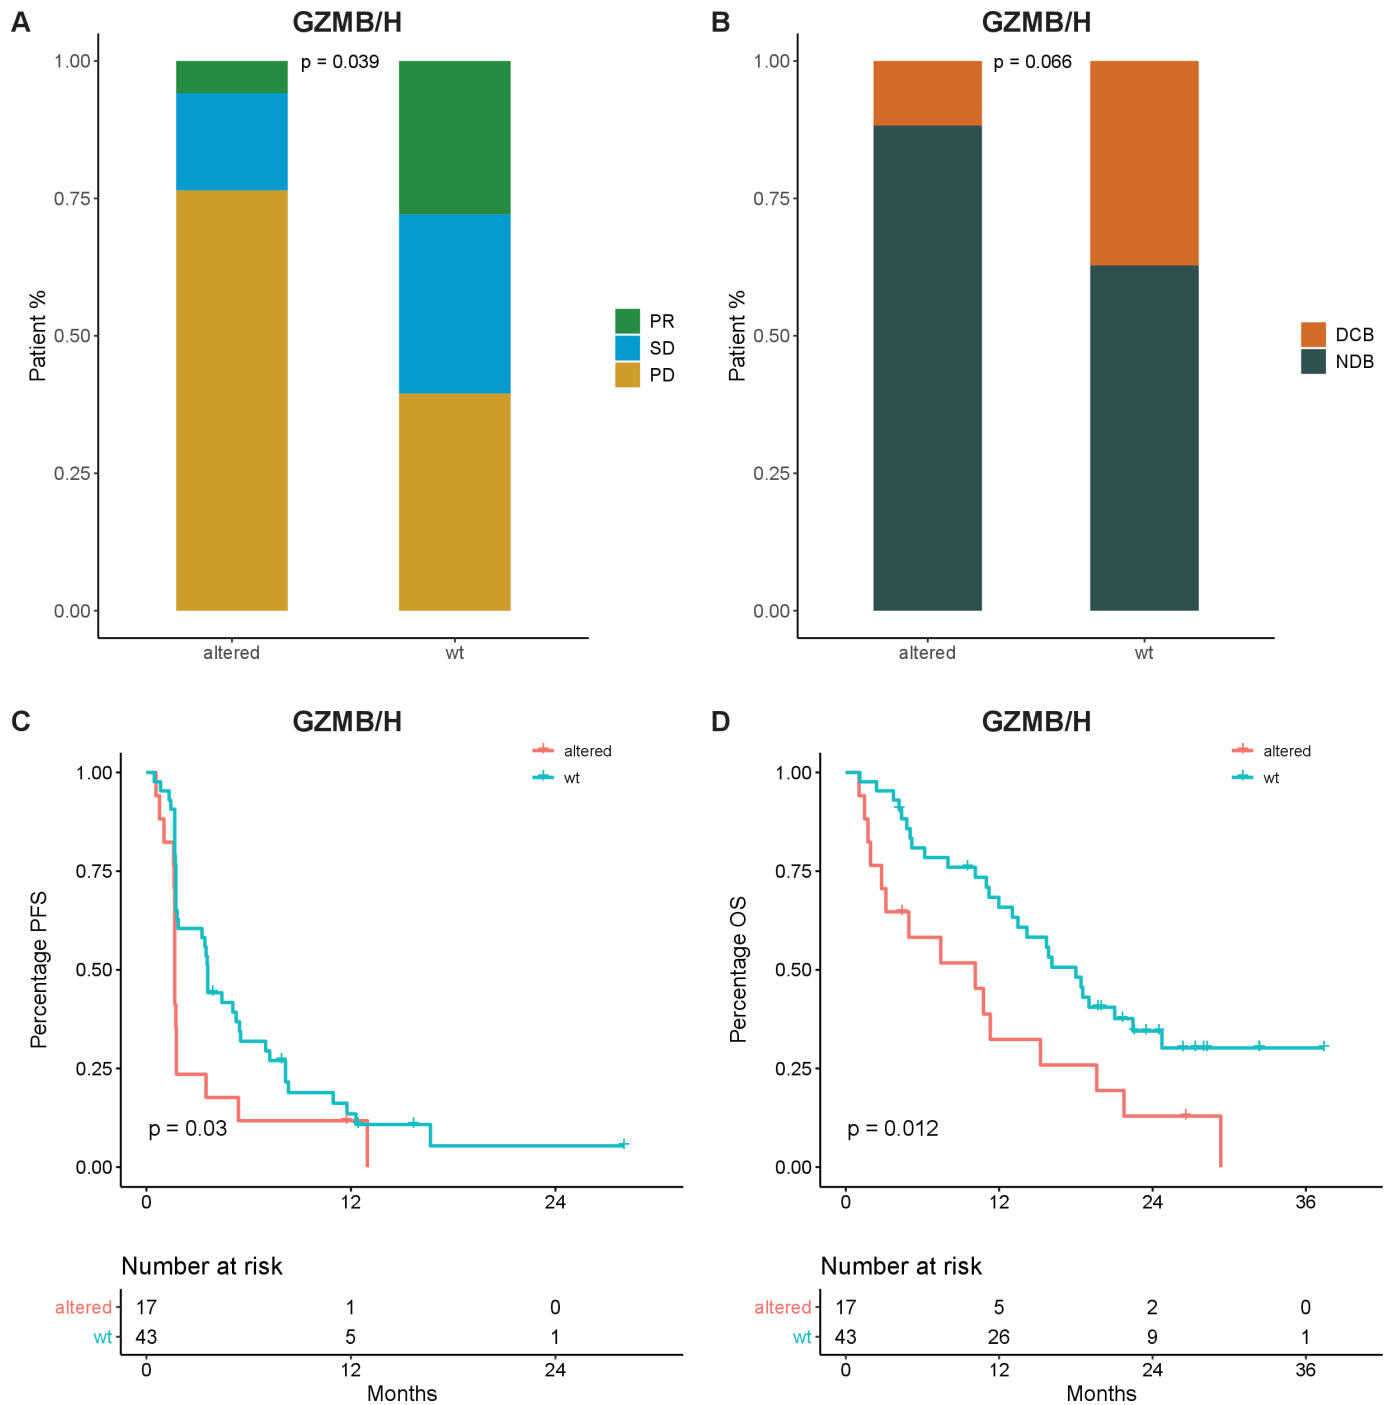 A
GZMB/H
p = 0.039
1.00
0.75
0.50
0.25
0.00
Patient %
altered
wt
PR
SD
PD
B
GZMB/H
p = 0.066
1.00
0.75
0.50
0.25
0.00
Patient %
altered
wt
DCB
NDB
C
GZMB/H
altered
wt
1.00
0.75
0.50
0.25
0.00
Percentage PFS
p = 0.03
0 12 24
Number at risk
altered 17 1 0
wt 43 5 1
0 12 24
Months
D
GZMB/H
altered
wt
1.00
0.75
0.50
0.25
0.00
Percentage OS
p = 0.012
0 12 24 36
Number at risk
altered 17 5 2 0
wt 43 26 9 1
0 12 24 36
Months